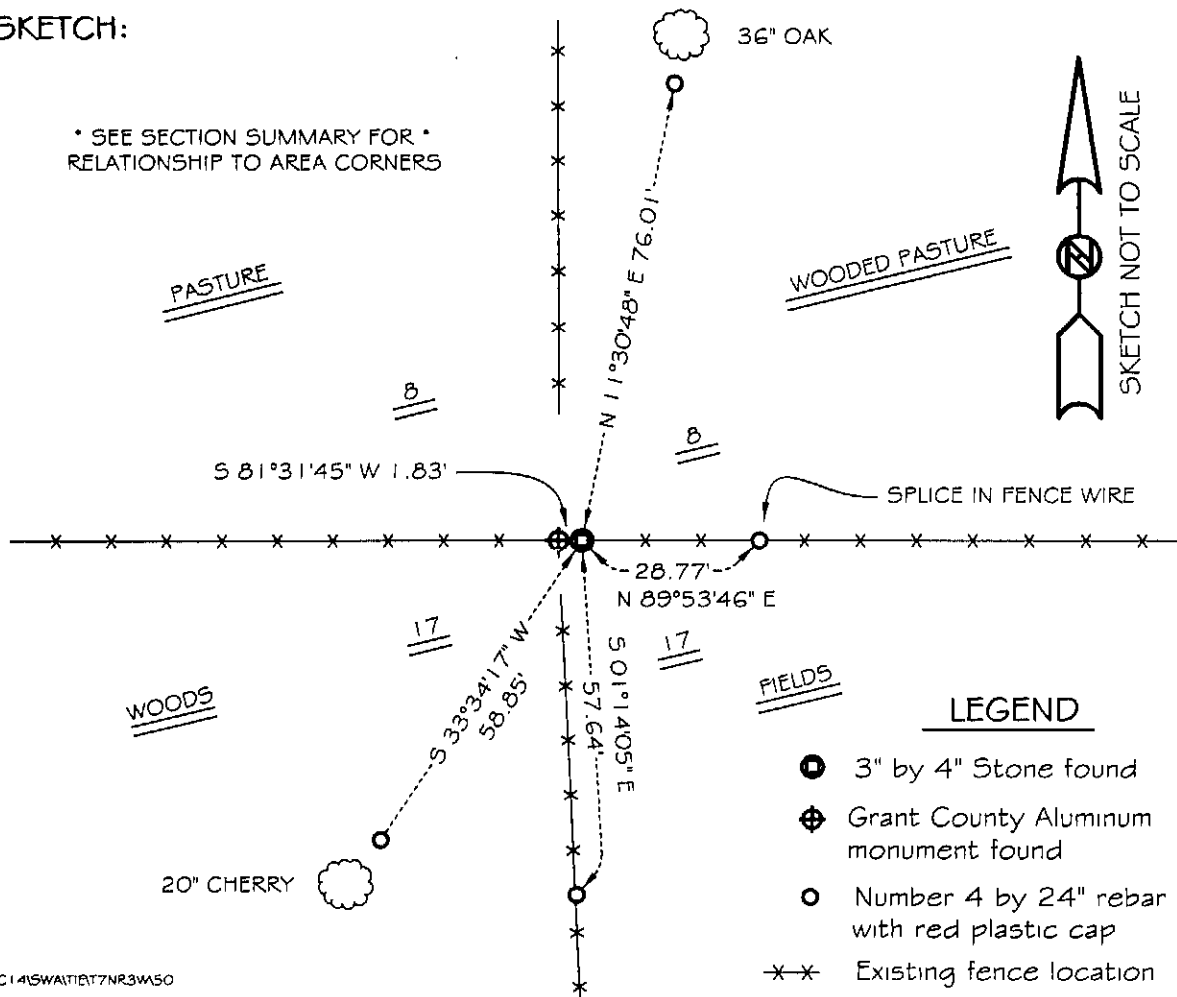 SKETCH:
36" OAK
* SEE SECTION SUMMARY FOR *
RELATIONSHIP TO AREA CORNERS
SKETCH NOT TO SCALE
N
PASTURE
WOODED PASTURE
N 11°30'48" E 76.01'
8
8
S 81°31'45" W 1.83'
SPLICE IN FENCE WIRE
28.77'
N 89°53'46" E
17
17
S 33°34'17" W
58.85'
S 01°14'05" E
57.64'
WOODS
FIELDS
20" CHERRY
LEGEND
3" by 4" Stone found
Grant County Aluminum
monument found
Number 4 by 24" rebar
with red plastic cap
Existing fence location